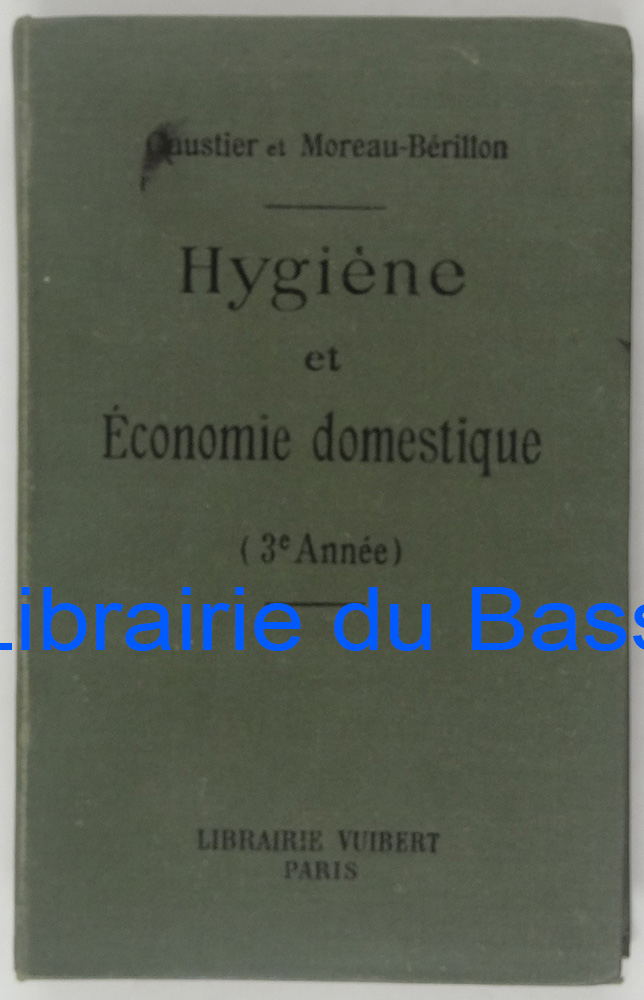 Caustier et Moreau-Bérillon
Hygiène
et
Économie domestique
(3e Année)
Librairie du Bass
LIBRAIRIE VUIBERT
PARIS